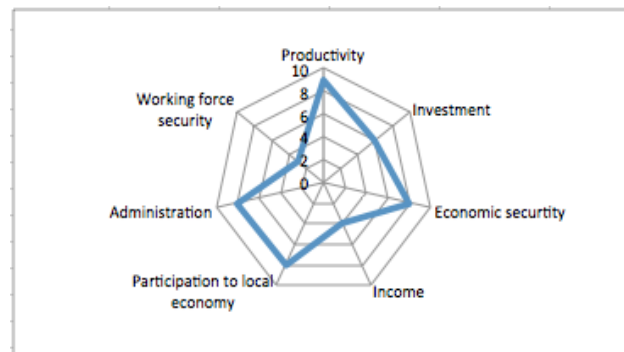 Productivity
10
8
6
4
2
0
Investment
Economic securtity
Income
Participation to local
economy
Administration
Working force
security